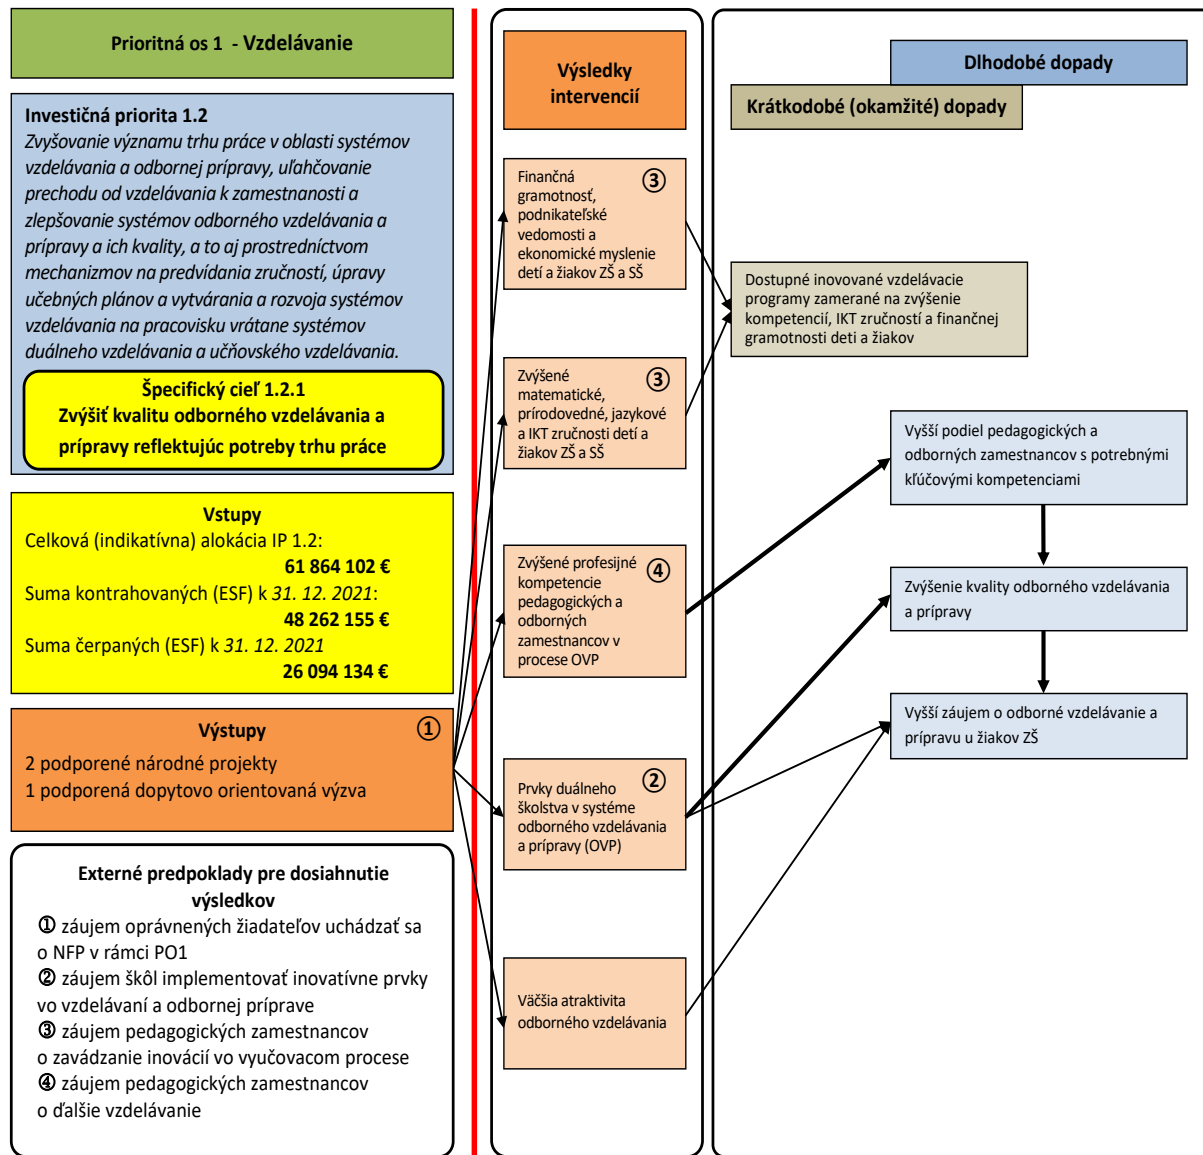 Prioritná os 1 - Vzdelávanie
Investičná priorita 1.2
Zvyšovanie významu trhu práce v oblasti systémov
vzdelávania a odbornej prípravy, uľahčovanie
prechodu od vzdelávania k zamestnanosti a
zlepšovanie systémov odborného vzdelávania a
prípravy a ich kvality, a to aj prostredníctvom
mechanizmov na predvídania zručností, úpravy
učebných plánov a vytvárania a rozvoja systémov
vzdelávania na pracovisku vrátane systémov
duálneho vzdelávania a učňovského vzdelávania.
Špecifický cieľ 1.2.1
Zvýšiť kvalitu odborného vzdelávania a
prípravy reflektujúc potreby trhu práce
Vstupy
Celková (indikatívna) alokácia IP 1.2:
61 864 102 €
Suma kontrahovaných (ESF) k 31. 12. 2021:
48 262 155 €
Suma čerpaných (ESF) k 31. 12. 2021
26 094 134 €
Výstupy ①
2 podporené národné projekty
1 podporená dopytovo orientovaná výzva
Externé predpoklady pre dosiahnutie
výsledkov
① záujem oprávnených žiadateľov uchádzať sa
o NFP v rámci PO1
② záujem škôl implementovať inovatívne prvky
vo vzdelávaní a odbornej príprave
③ záujem pedagogických zamestnancov
o zavádzanie inovácií vo vyučovacom procese
④ záujem pedagogických zamestnancov
o ďalšie vzdelávanie
Výsledky
intervencií
Finančná ③
gramotnosť,
podnikateľské
vedomosti a
ekonomické myslenie
detí a žiakov ZŠ a SŠ
Zvýšené ③
matematické,
prírodovedné, jazykové
a IKT zručnosti detí a
žiakov ZŠ a SŠ
Zvýšené profesijné ④
kompetencie
pedagogických a
odborných
zamestnancov v
procese OVP
Prvky duálneho ②
školstva v systéme
odborného vzdelávania
a prípravy (OVP)
Väčšia atraktivita
odborného vzdelávania
Dlhodobé dopady
Krátkodobé (okamžité) dopady
Dostupné inovované vzdelávacie
programy zamerané na zvýšenie
kompetencií, IKT zručností a finančnej
gramotnosti deti a žiakov
Vyšší podiel pedagogických a
odborných zamestnancov s potrebnými
kľúčovými kompetenciami
Zvýšenie kvality odborného vzdelávania
a prípravy
Vyšší záujem o odborné vzdelávanie a
prípravu u žiakov ZŠ